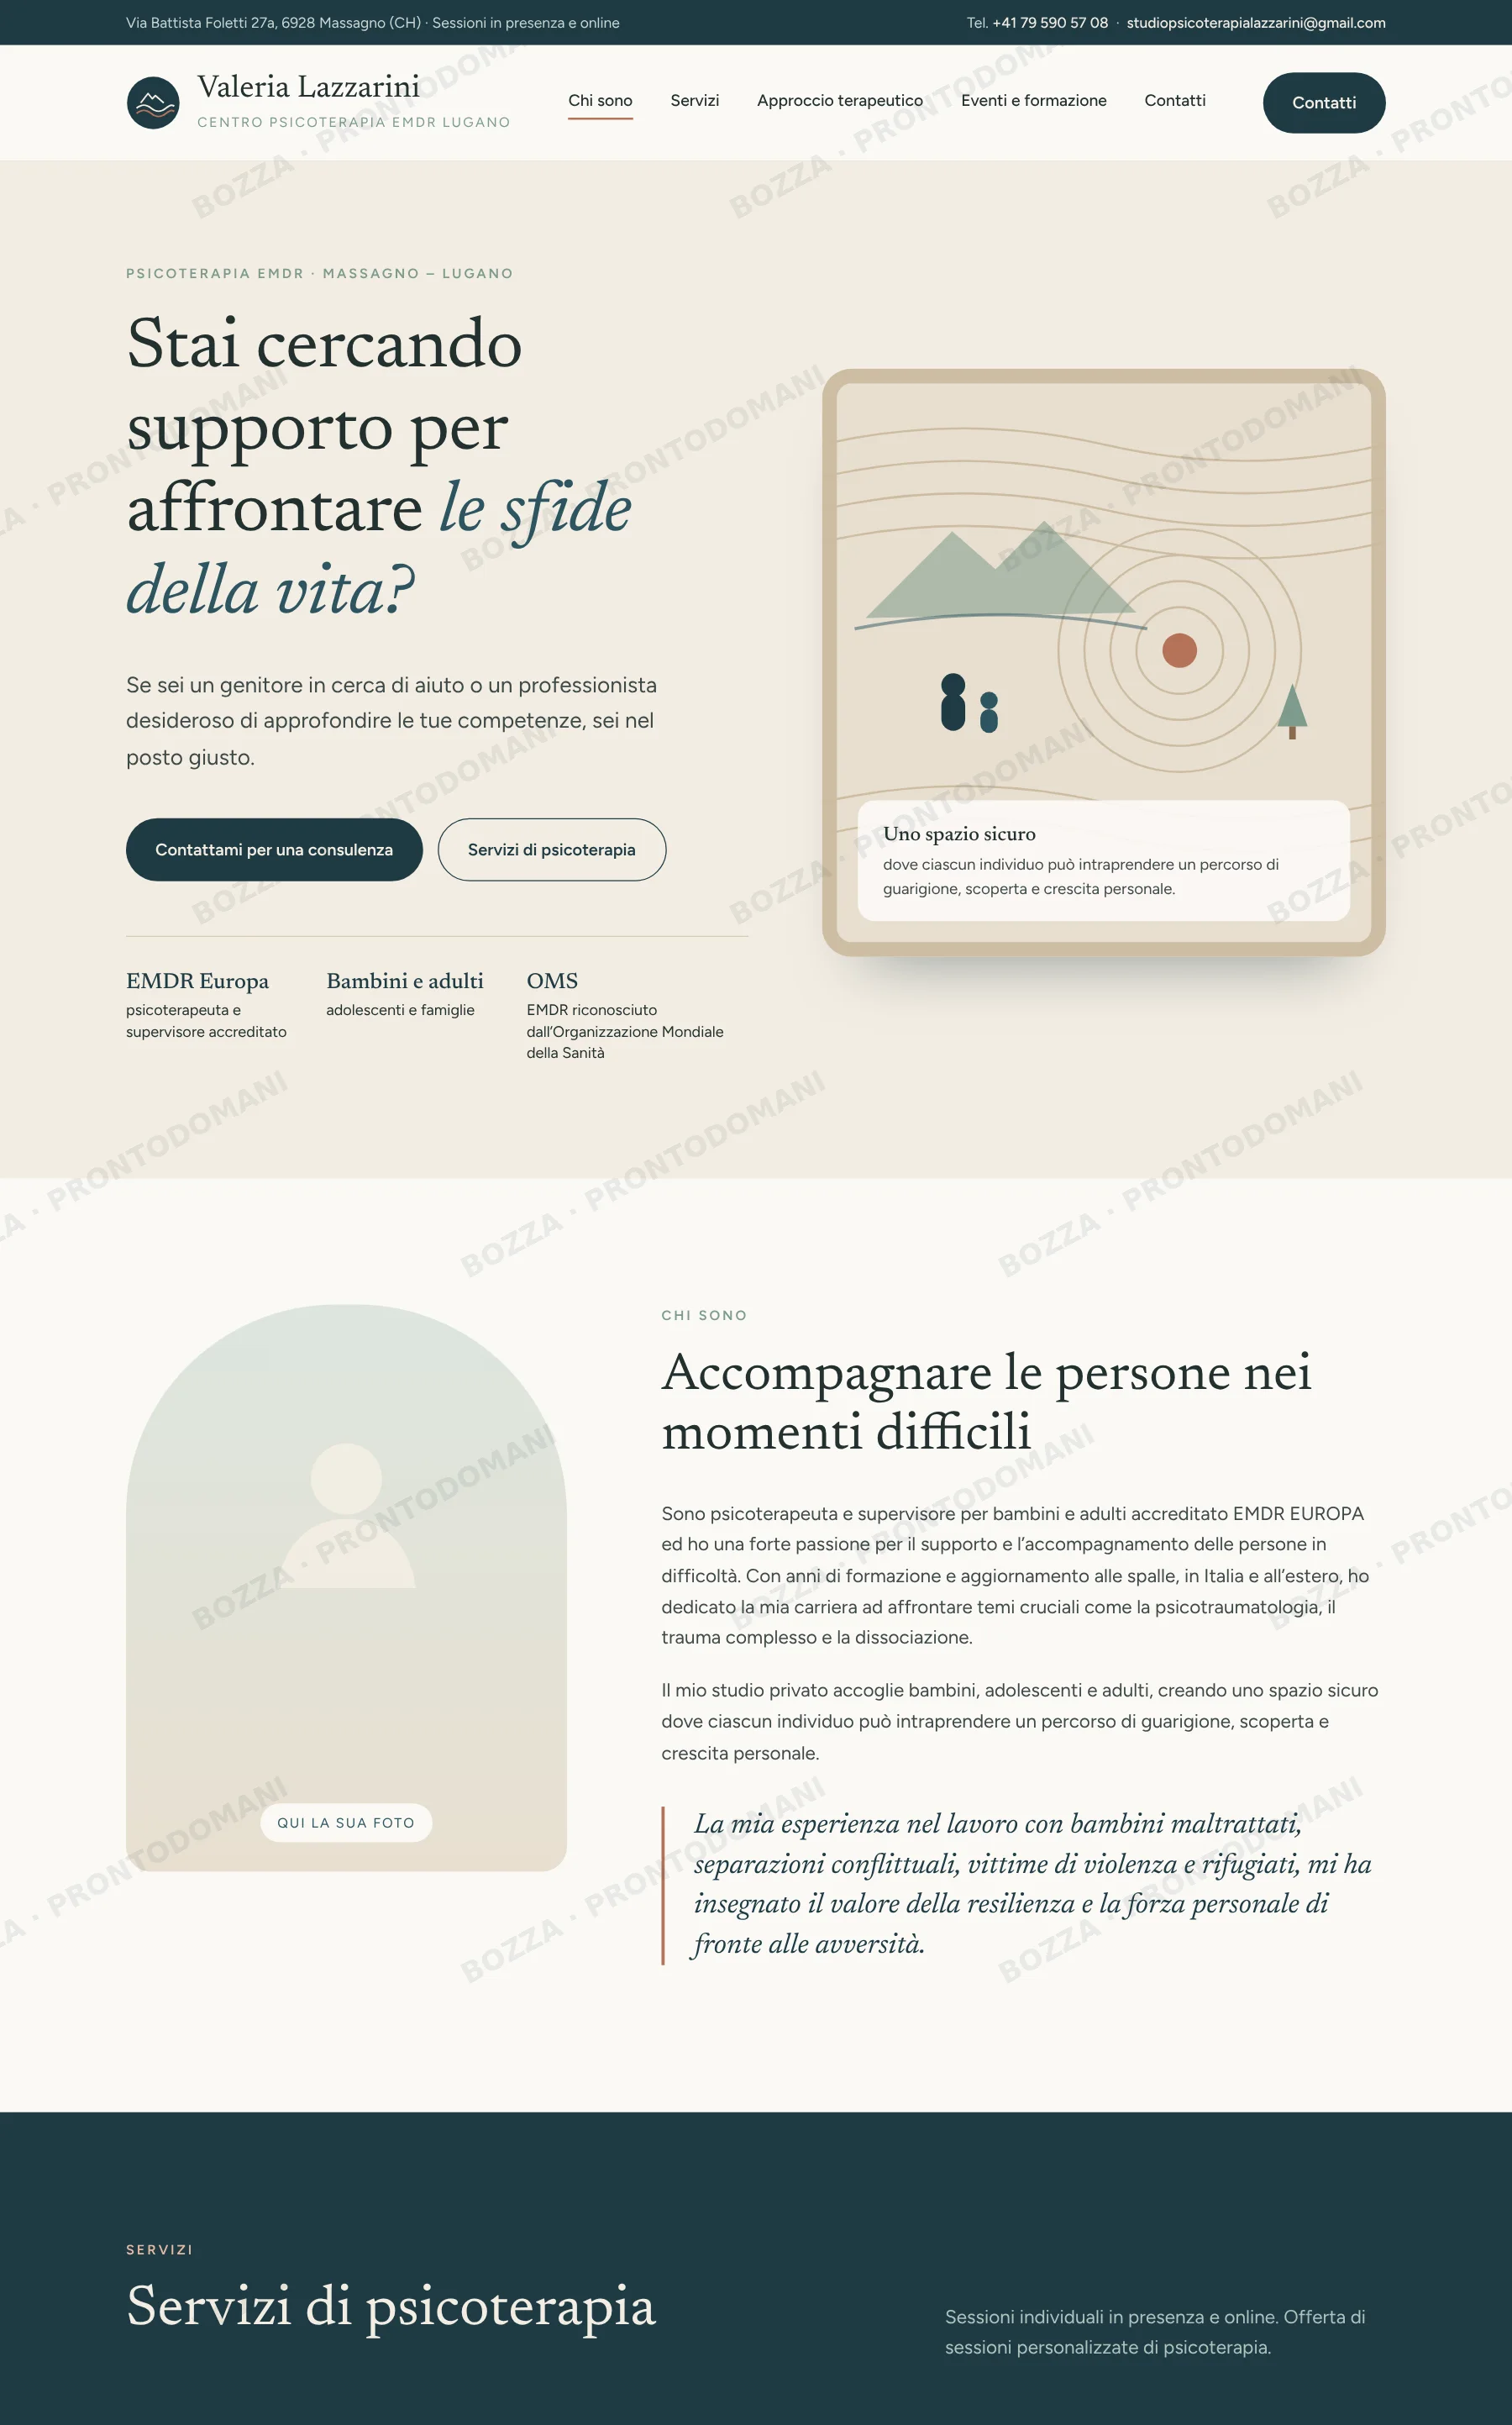 Via Battista Foletti 27a, 6928 Massagno (CH) · Sessioni in presenza e online
Tel. +41 79 590 57 08 · studiopsicoterapialazzarini@gmail.com
Valeria Lazzarini
CENTRO PSICOTERAPIA EMDR LUGANO
Chi sono
Servizi
Approccio terapeutico
Eventi e formazione
Contatti
Contatti
PSICOTERAPIA EMDR · MASSAGNO – LUGANO
Stai cercando
supporto per
affrontare le sfide
della vita?
Se sei un genitore in cerca di aiuto o un professionista
desideroso di approfondire le tue competenze, sei nel
posto giusto.
Contattami per una consulenza
Servizi di psicoterapia
EMDR Europa
psicoterapeuta e
supervisore accreditato
Bambini e adulti
adolescenti e famiglie
OMS
EMDR riconosciuto
dall’Organizzazione Mondiale
della Sanità
Uno spazio sicuro
dove ciascun individuo può intraprendere un percorso di
guarigione, scoperta e crescita personale.
QUI LA SUA FOTO
CHI SONO
Accompagnare le persone nei
momenti difficili
Sono psicoterapeuta e supervisore per bambini e adulti accreditato EMDR EUROPA
ed ho una forte passione per il supporto e l’accompagnamento delle persone in
difficoltà. Con anni di formazione e aggiornamento alle spalle, in Italia e all’estero, ho
dedicato la mia carriera ad affrontare temi cruciali come la psicotraumatologia, il
trauma complesso e la dissociazione.
Il mio studio privato accoglie bambini, adolescenti e adulti, creando uno spazio sicuro
dove ciascun individuo può intraprendere un percorso di guarigione, scoperta e
crescita personale.
La mia esperienza nel lavoro con bambini maltrattati,
separazioni conflittuali, vittime di violenza e rifugiati, mi ha
insegnato il valore della resilienza e la forza personale di
fronte alle avversità.
SERVIZI
Servizi di psicoterapia
Sessioni individuali in presenza e online. Offerta di
sessioni personalizzate di psicoterapia.
BOZZA · PRONTODOMANI